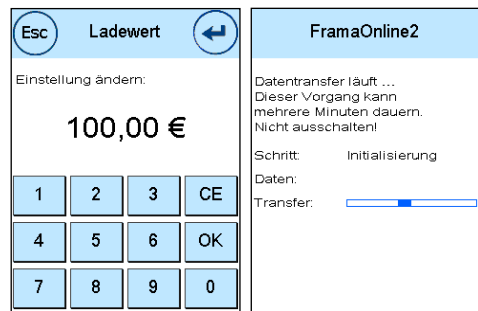 Esc
Ladewert
Einstellung ändern:
100,00 €
1 2 3 CE
4 5 6 OK
7 8 9 0
FramaOnline2
Datentransfer läuft ...
Dieser Vorgang kann
mehrere Minuten dauern.
Nicht ausschalten!
Schritt: Initialisierung
Daten:
Transfer: